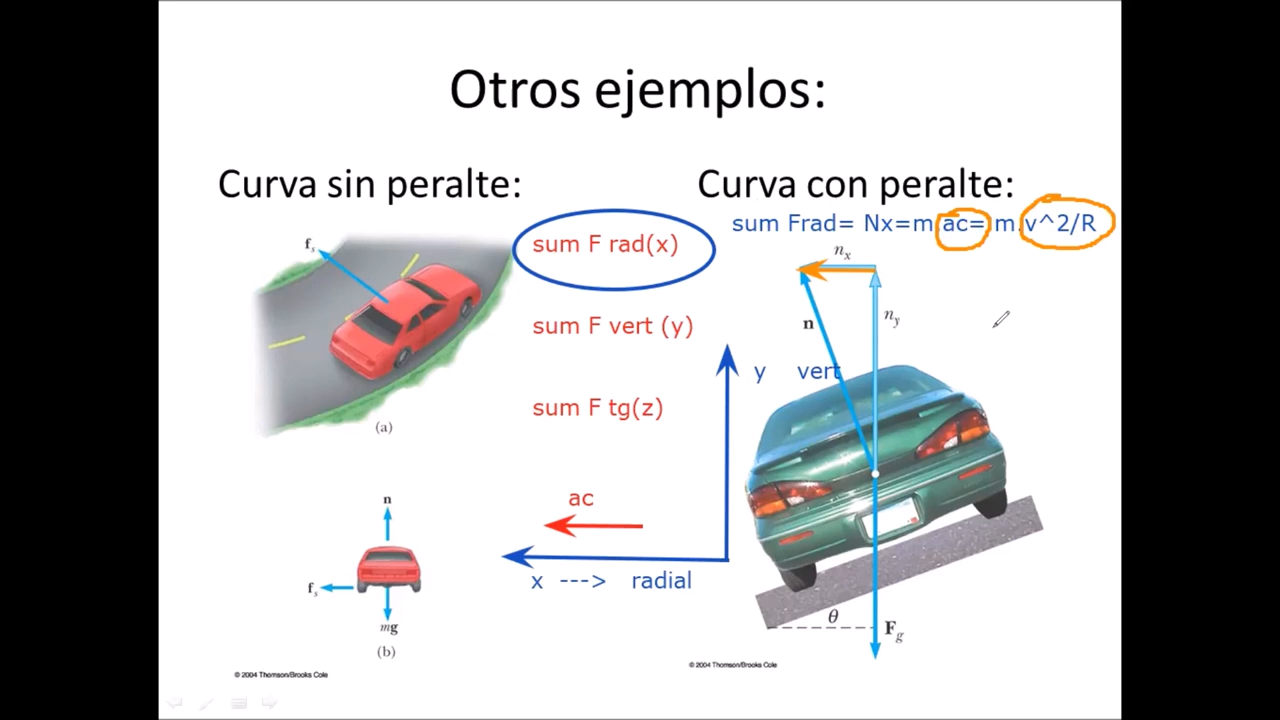 Otros ejemplos:
Curva sin peralte:
Curva con peralte:
sum Frad= Nx=m.ac= m.v^2/R
sum F rad(x)
sum F vert (y)
sum F tg(z)
fs
(a)
n
fs
mg
(b)
© 2004 Thomson/Brooks Cole
ac
x ---> radial
y vert
nx
n
ny
θ
Fg
© 2004 Thomson/Brooks Cole